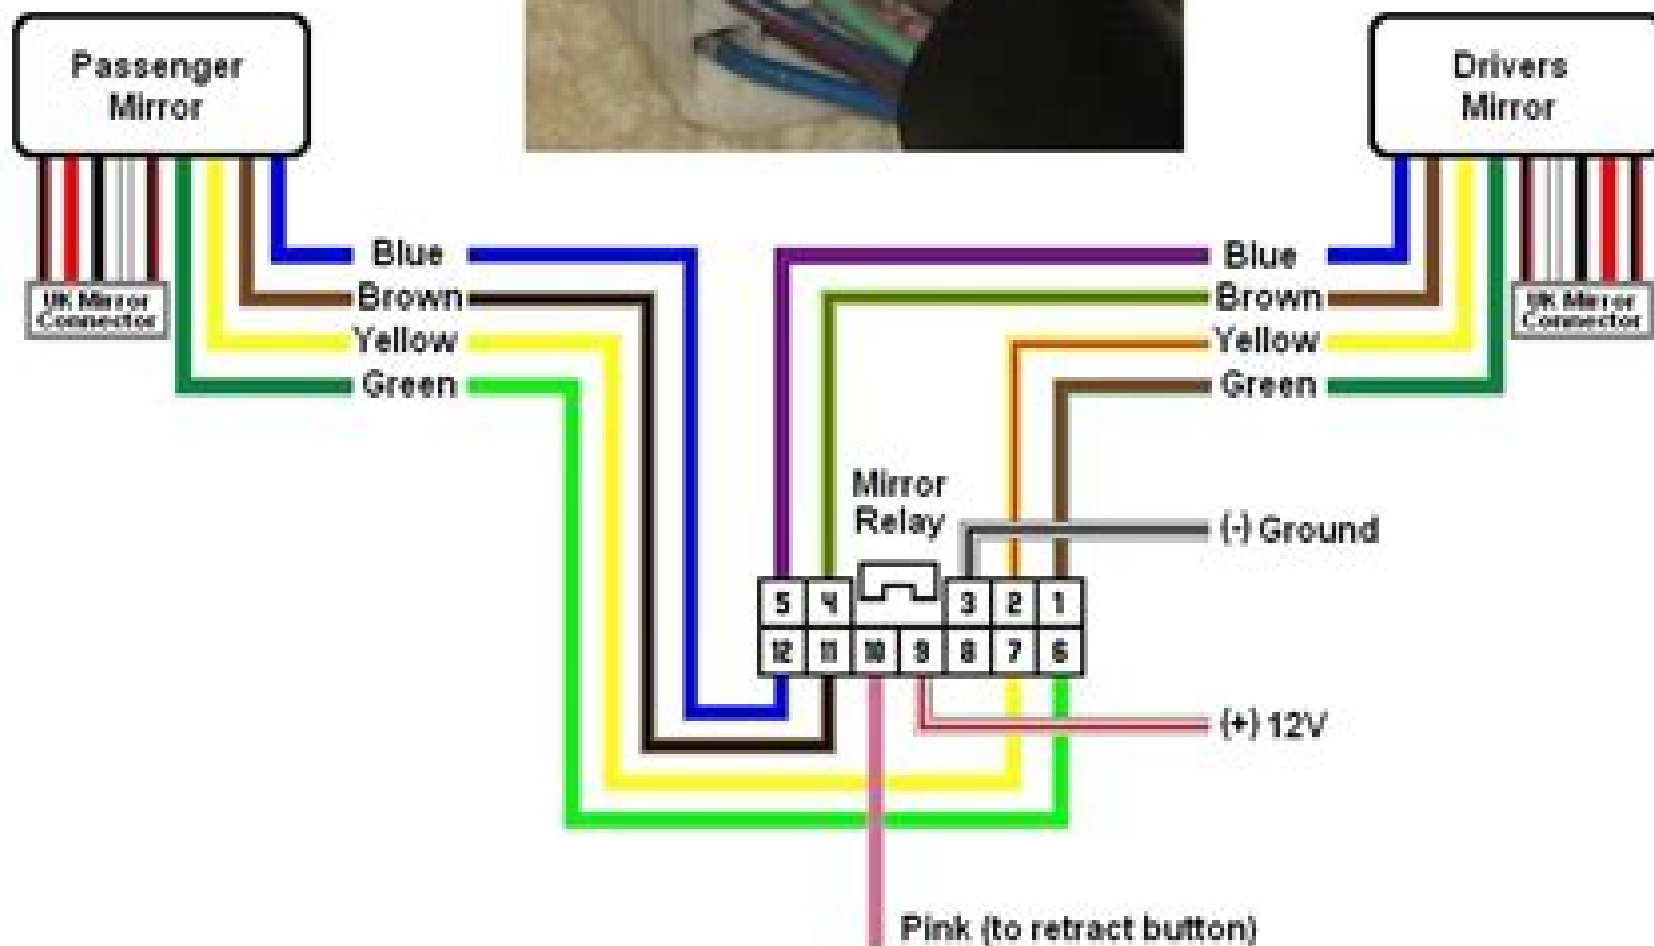 Passenger
Mirror
Drivers
Mirror
UK Mirror
Connector
UK Mirror
Connector
Blue
Blue
Brown
Brown
Yellow
Yellow
Green
Green
Mirror
Relay
(-) Ground
5 4 3 2 1
12 11 10 9 8 7 6
(+) 12V
Pink (to retract button)